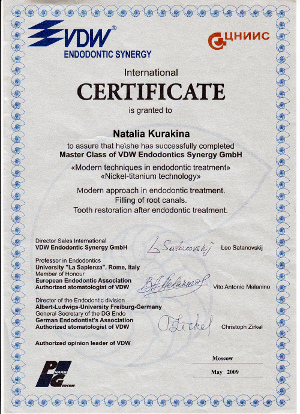 VDW®
ЦНИИС
ENDODONTIC SYNERGY
International
CERTIFICATE
is granted to
Natalia Kurakina
to assure that he\she has successfully completed
Master Class of VDW Endodontics Synergy GmbH
«Modern techniques in endodontic treatment»
«Nickel-titanium technology»
Modern approach in endodontic treatment.
Filling of root canals.
Tooth restoration after endodontic treatment.
Director Sales International
VDW Endodontic Synergy GmbH
Leo Satanovskij
Professor in Endodontics
University "La Sapienza". Rome, Italy
Member of Honour
European Endodontic Association
Authorized stomatologist of VDW
Vito Antonio Malagnino
Director of the Endodontics division
Albert-Ludwigs-University Freiburg-Germany
General Secretary of the DG Endo
German Endodontist's Association
Authorized stomatologist of VDW
Christoph Zirkel
Authorized opinion leader of VDW
Moscow
May 2009